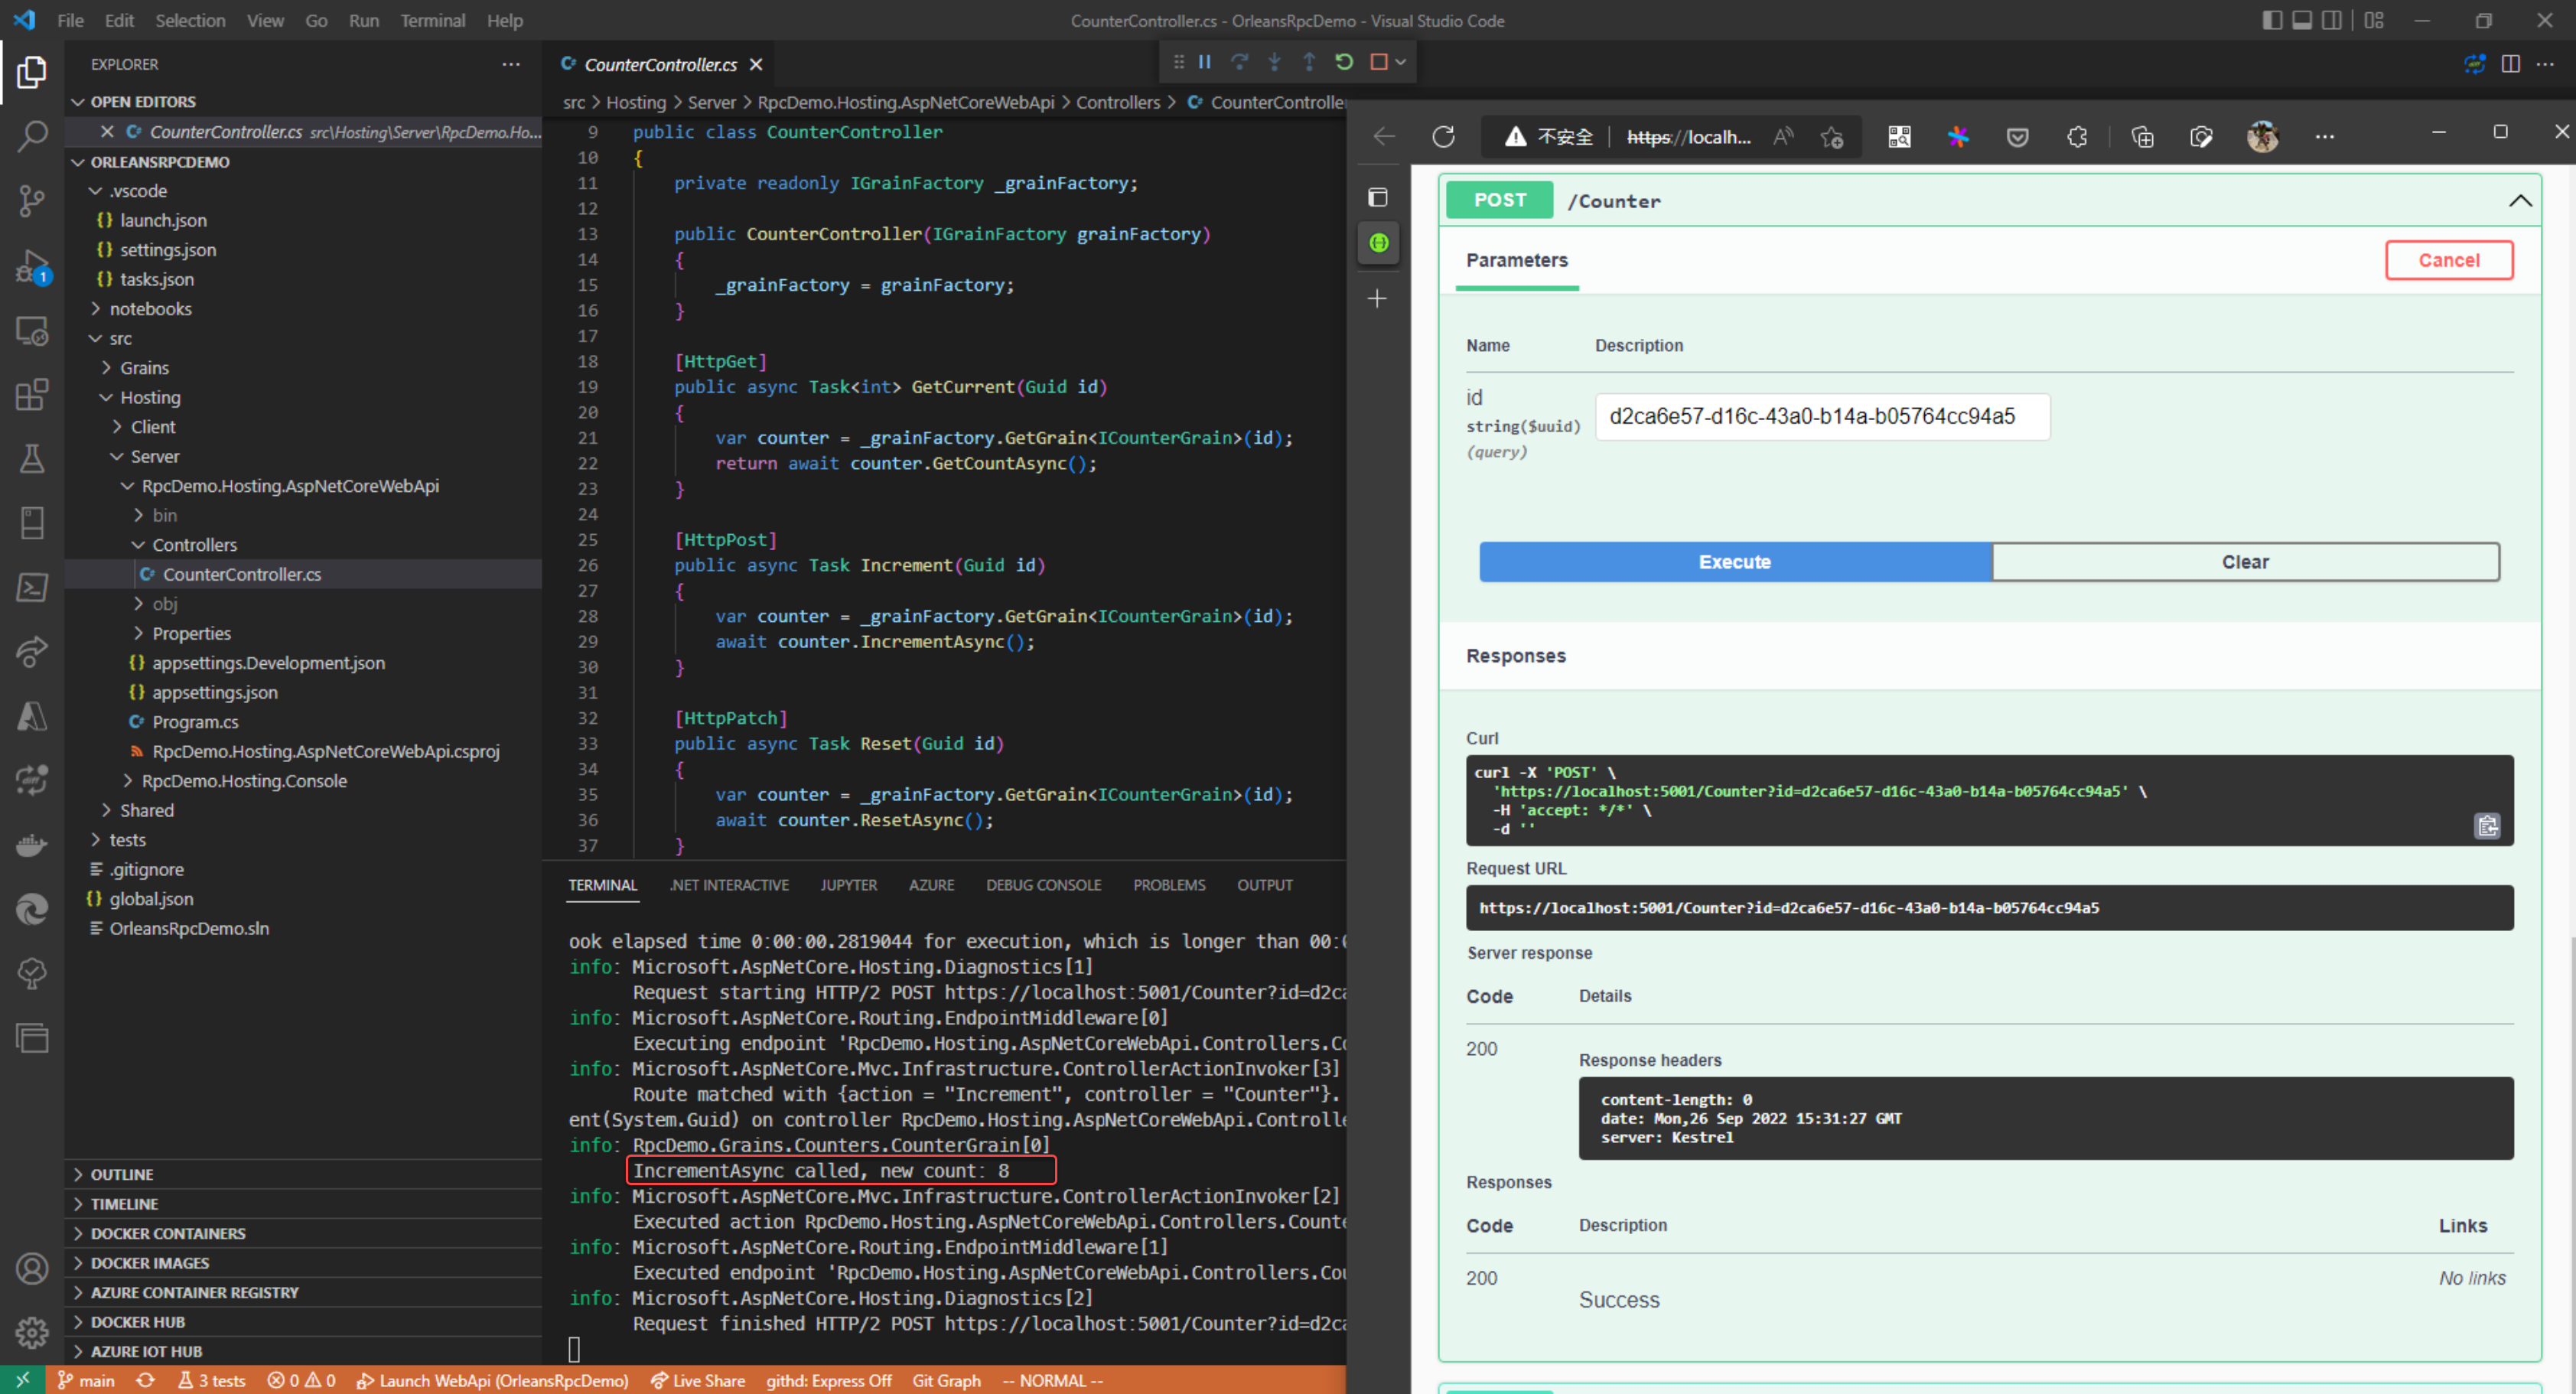 File Edit Selection View Go Run Terminal Help
CounterController.cs - OrleansRpcDemo - Visual Studio Code
EXPLORER
OPEN EDITORS
CounterController.cs src\Hosting\Server\RpcDemo.Ho...
ORLEANSRPCDEMO
.vscode
launch.json
settings.json
tasks.json
notebooks
src
Grains
Hosting
Client
Server
RpcDemo.Hosting.AspNetCoreWebApi
bin
Controllers
CounterController.cs
obj
Properties
appsettings.Development.json
appsettings.json
Program.cs
RpcDemo.Hosting.AspNetCoreWebApi.csproj
RpcDemo.Hosting.Console
Shared
tests
.gitignore
global.json
OrleansRpcDemo.sln
OUTLINE
TIMELINE
DOCKER CONTAINERS
DOCKER IMAGES
AZURE CONTAINER REGISTRY
DOCKER HUB
AZURE IOT HUB
1
CounterController.cs
src > Hosting > Server > RpcDemo.Hosting.AspNetCoreWebApi > Controllers > CounterController
9 public class CounterController
10 {
11 private readonly IGrainFactory _grainFactory;
12
13 public CounterController(IGrainFactory grainFactory)
14 {
15 _grainFactory = grainFactory;
16 }
17
18 [HttpGet]
19 public async Task<int> GetCurrent(Guid id)
20 {
21 var counter = _grainFactory.GetGrain<ICounterGrain>(id);
22 return await counter.GetCountAsync();
23 }
24
25 [HttpPost]
26 public async Task Increment(Guid id)
27 {
28 var counter = _grainFactory.GetGrain<ICounterGrain>(id);
29 await counter.IncrementAsync();
30 }
31
32 [HttpPatch]
33 public async Task Reset(Guid id)
34 {
35 var counter = _grainFactory.GetGrain<ICounterGrain>(id);
36 await counter.ResetAsync();
37 }
TERMINAL .NET INTERACTIVE JUPYTER AZURE DEBUG CONSOLE PROBLEMS OUTPUT
ook elapsed time 0:00:00.2819044 for execution, which is longer than 00:
info: Microsoft.AspNetCore.Hosting.Diagnostics[1]
Request starting HTTP/2 POST https://localhost:5001/Counter?id=d2c
info: Microsoft.AspNetCore.Routing.EndpointMiddleware[0]
Executing endpoint 'RpcDemo.Hosting.AspNetCoreWebApi.Controllers.C
info: Microsoft.AspNetCore.Mvc.Infrastructure.ControllerActionInvoker[3]
Route matched with {action = "Increment", controller = "Counter"}.
ent(System.Guid) on controller RpcDemo.Hosting.AspNetCoreWebApi.Controlle
info: RpcDemo.Grains.Counters.CounterGrain[0]
IncrementAsync called, new count: 8
info: Microsoft.AspNetCore.Mvc.Infrastructure.ControllerActionInvoker[2]
Executed action RpcDemo.Hosting.AspNetCoreWebApi.Controllers.Count
info: Microsoft.AspNetCore.Routing.EndpointMiddleware[1]
Executed endpoint 'RpcDemo.Hosting.AspNetCoreWebApi.Controllers.Co
info: Microsoft.AspNetCore.Hosting.Diagnostics[2]
Request finished HTTP/2 POST https://localhost:5001/Counter?id=d2c
main 3 tests 0 0 Launch WebApi (OrleansRpcDemo) Live Share githd: Express Off Git Graph -- NORMAL --
不安全 https://localh...
POST /Counter
Parameters
Cancel
Name Description
id
string($uuid)
(query)
d2ca6e57-d16c-43a0-b14a-b05764cc94a5
Execute Clear
Responses
Curl
curl -X 'POST' \
'https://localhost:5001/Counter?id=d2ca6e57-d16c-43a0-b14a-b05764cc94a5' \
-H 'accept: */*' \
-d ''
Request URL
https://localhost:5001/Counter?id=d2ca6e57-d16c-43a0-b14a-b05764cc94a5
Server response
Code Details
200
Response headers
content-length: 0
date: Mon,26 Sep 2022 15:31:27 GMT
server: Kestrel
Responses
Code Description Links
200 Success No links